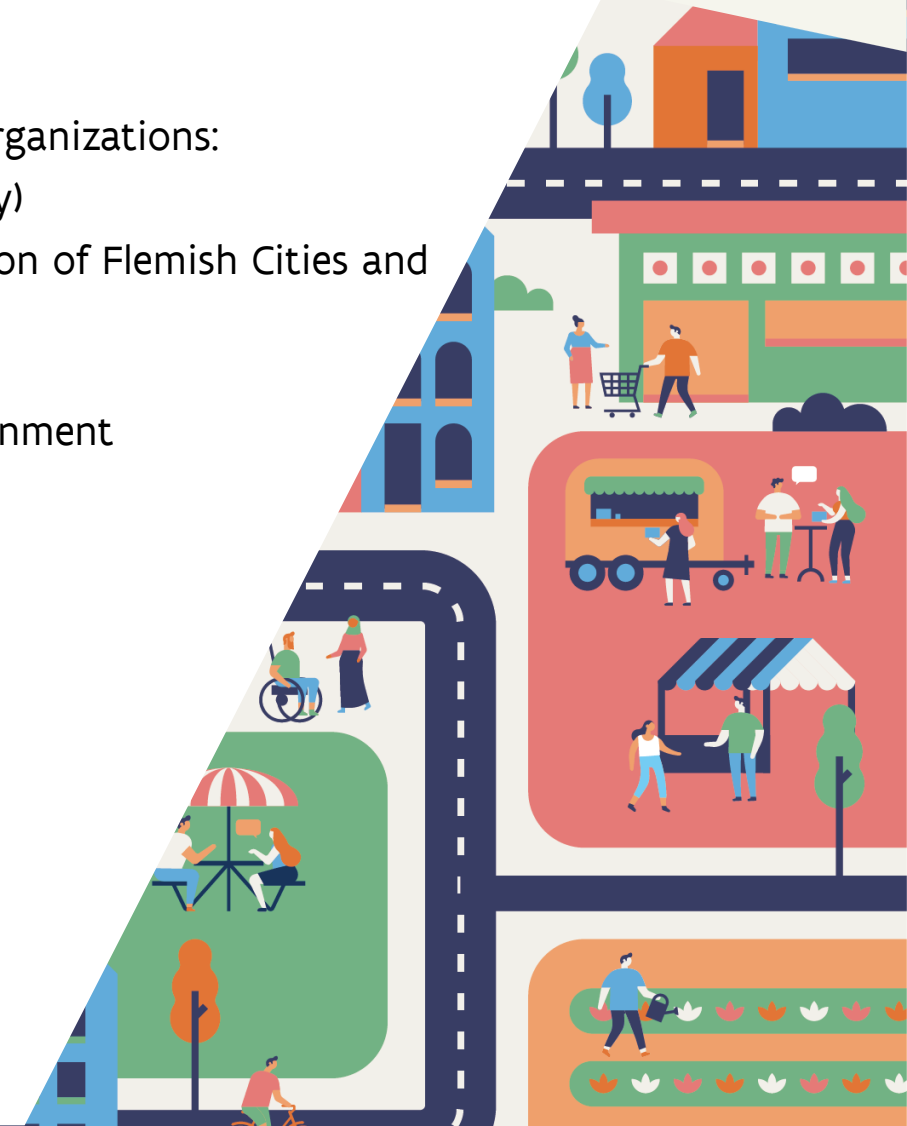 rganizations:
y)
on of Flemish Cities and
nment